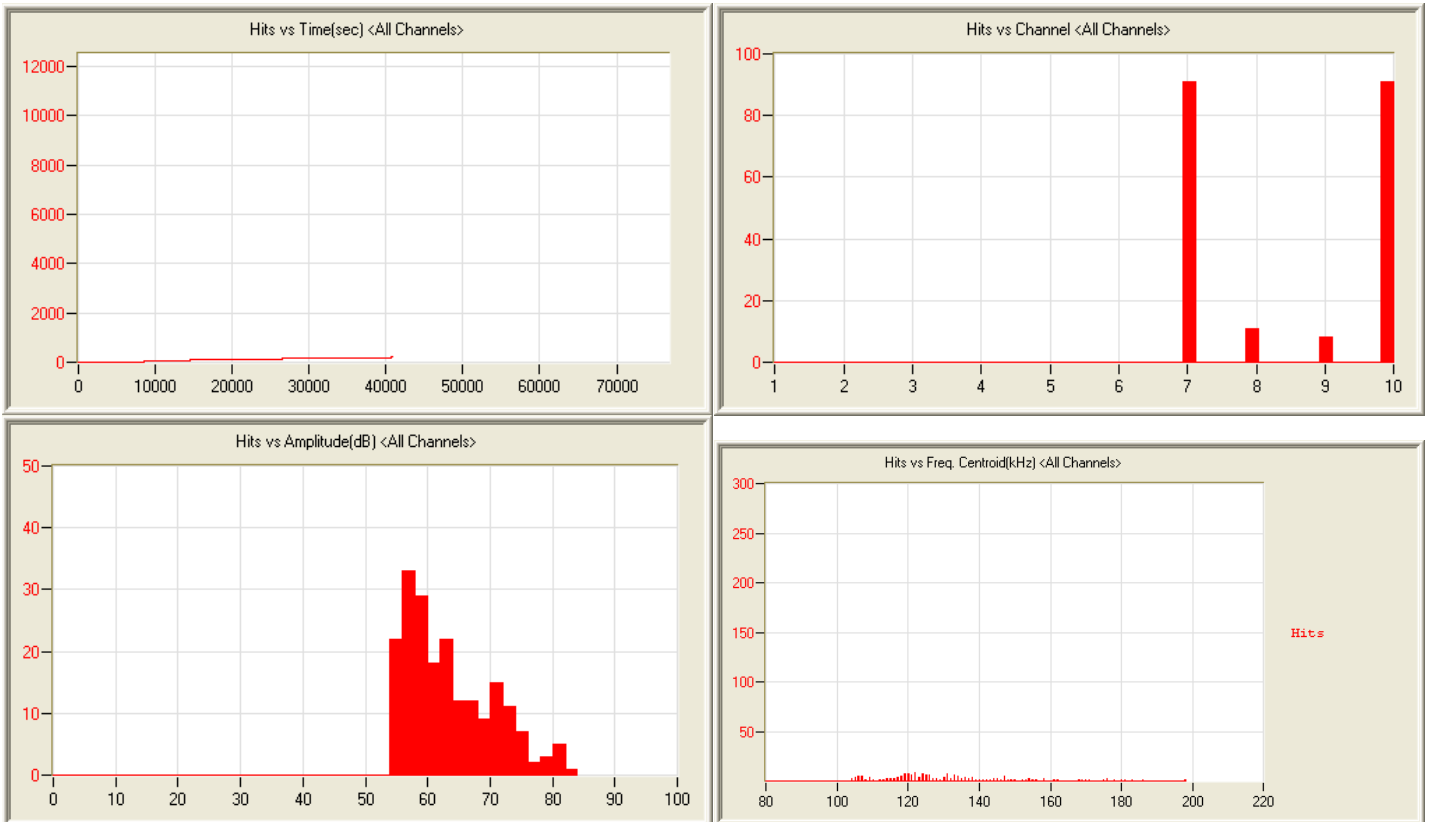 Hits vs Time(sec) <All Channels>
12000
10000
8000
6000
4000
2000
0
0 10000 20000 30000 40000 50000 60000 70000
Hits vs Channel <All Channels>
100
80
60
40
20
0
1 2 3 4 5 6 7 8 9 10
Hits vs Amplitude(dB) <All Channels>
50
40
30
20
10
0
0 10 20 30 40 50 60 70 80 90 100
Hits vs Freq. Centroid(kHz) <All Channels>
300
250
200
150
100
50
80 100 120 140 160 180 200 220
Hits